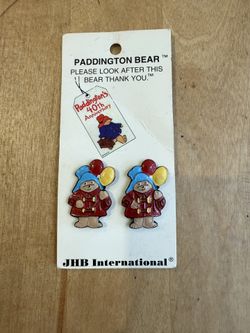 PADDINGTON BEAR™
PLEASE LOOK AFTER THIS
BEAR THANK YOU.™
Paddington's
40th
Anniversary
JHB International®